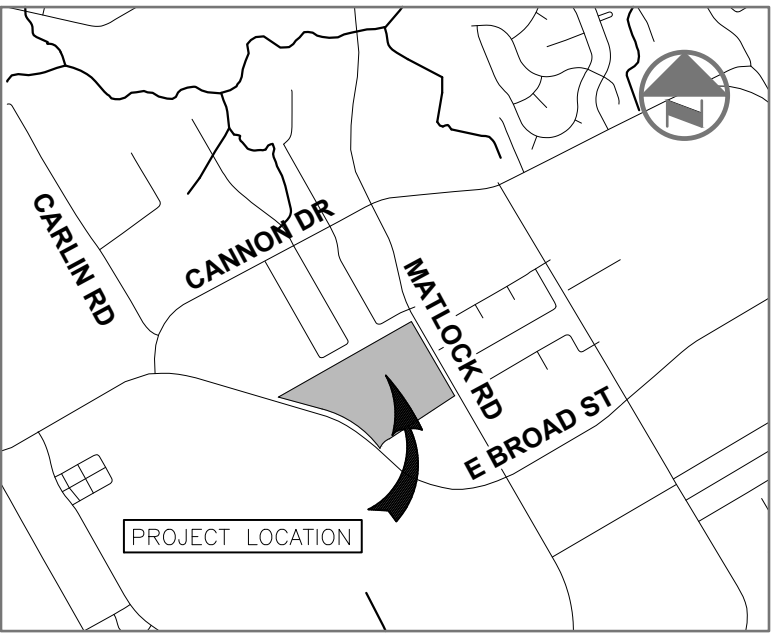 CARLIN RD
CANNON DR
MATLOCK RD
E BROAD ST
PROJECT LOCATION
N